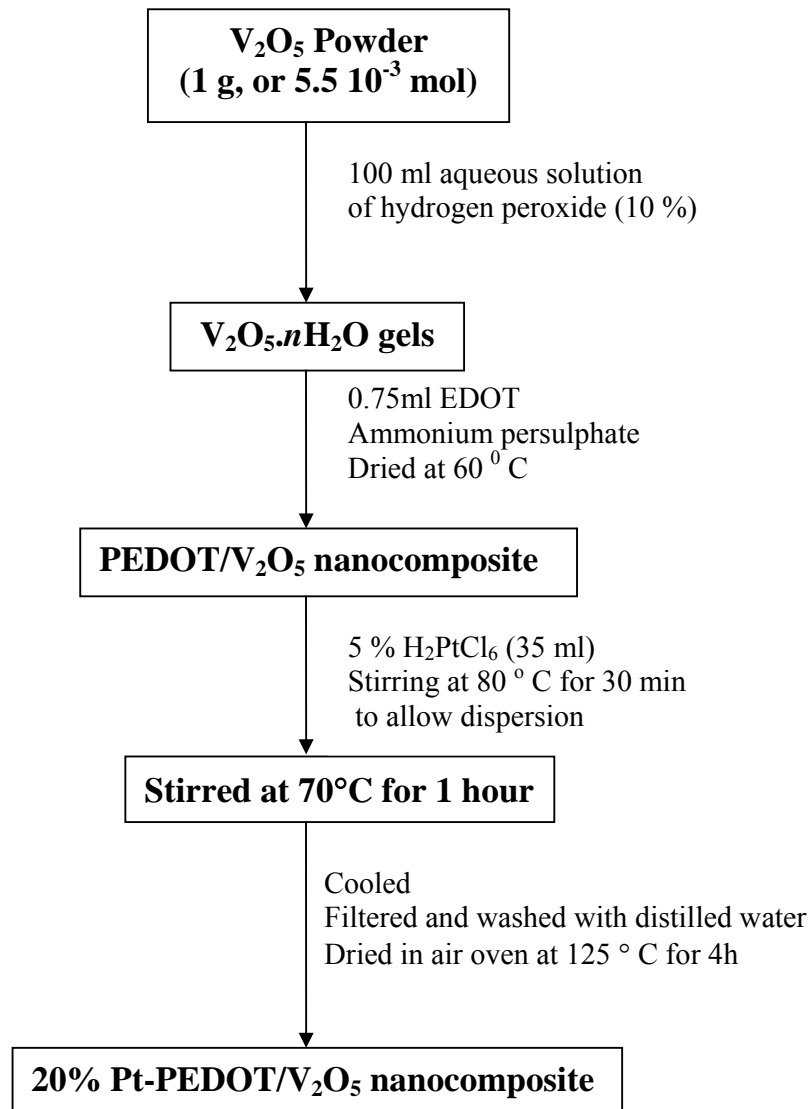 V₂O₅ Powder
(1 g, or 5.5 10⁻³ mol)
100 ml aqueous solution
of hydrogen peroxide (10 %)
V₂O₅.nH₂O gels
0.75ml EDOT
Ammonium persulphate
Dried at 60 ⁰ C
PEDOT/V₂O₅ nanocomposite
5 % H₂PtCl₆ (35 ml)
Stirring at 80 ° C for 30 min
to allow dispersion
Stirred at 70°C for 1 hour
Cooled
Filtered and washed with distilled water
Dried in air oven at 125 ° C for 4h
20% Pt-PEDOT/V₂O₅ nanocomposite